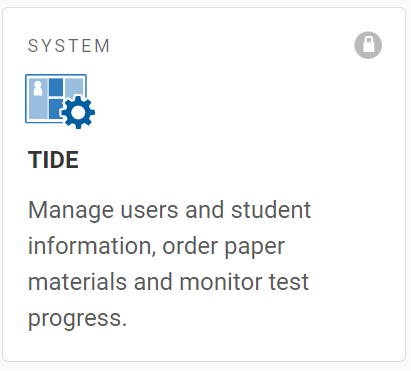 SYSTEM
TIDE
Manage users and student
information, order paper
materials and monitor test
progress.